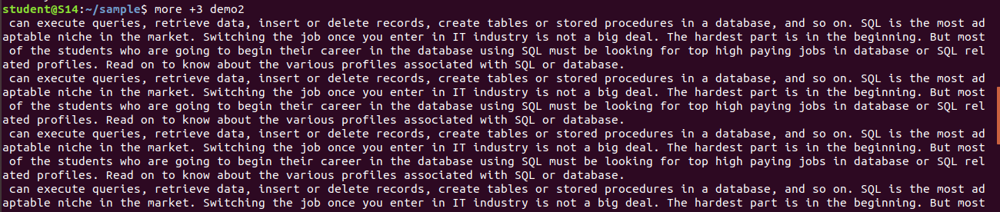 student@S14:~/sample$ more +3 demo2
 can execute queries, retrieve data, insert or delete records, create tables or stored procedures in a database, and so on. SQL is the most ad
aptable niche in the market. Switching the job once you enter in IT industry is not a big deal. The hardest part is in the beginning. But most
 of the students who are going to begin their career in the database using SQL must be looking for top high paying jobs in database or SQL rel
ated profiles. Read on to know about the various profiles associated with SQL or database.
 can execute queries, retrieve data, insert or delete records, create tables or stored procedures in a database, and so on. SQL is the most ad
aptable niche in the market. Switching the job once you enter in IT industry is not a big deal. The hardest part is in the beginning. But most
 of the students who are going to begin their career in the database using SQL must be looking for top high paying jobs in database or SQL rel
ated profiles. Read on to know about the various profiles associated with SQL or database.
 can execute queries, retrieve data, insert or delete records, create tables or stored procedures in a database, and so on. SQL is the most ad
aptable niche in the market. Switching the job once you enter in IT industry is not a big deal. The hardest part is in the beginning. But most
 of the students who are going to begin their career in the database using SQL must be looking for top high paying jobs in database or SQL rel
ated profiles. Read on to know about the various profiles associated with SQL or database.
 can execute queries, retrieve data, insert or delete records, create tables or stored procedures in a database, and so on. SQL is the most ad
aptable niche in the market. Switching the job once you enter in IT industry is not a big deal. The hardest part is in the beginning. But most